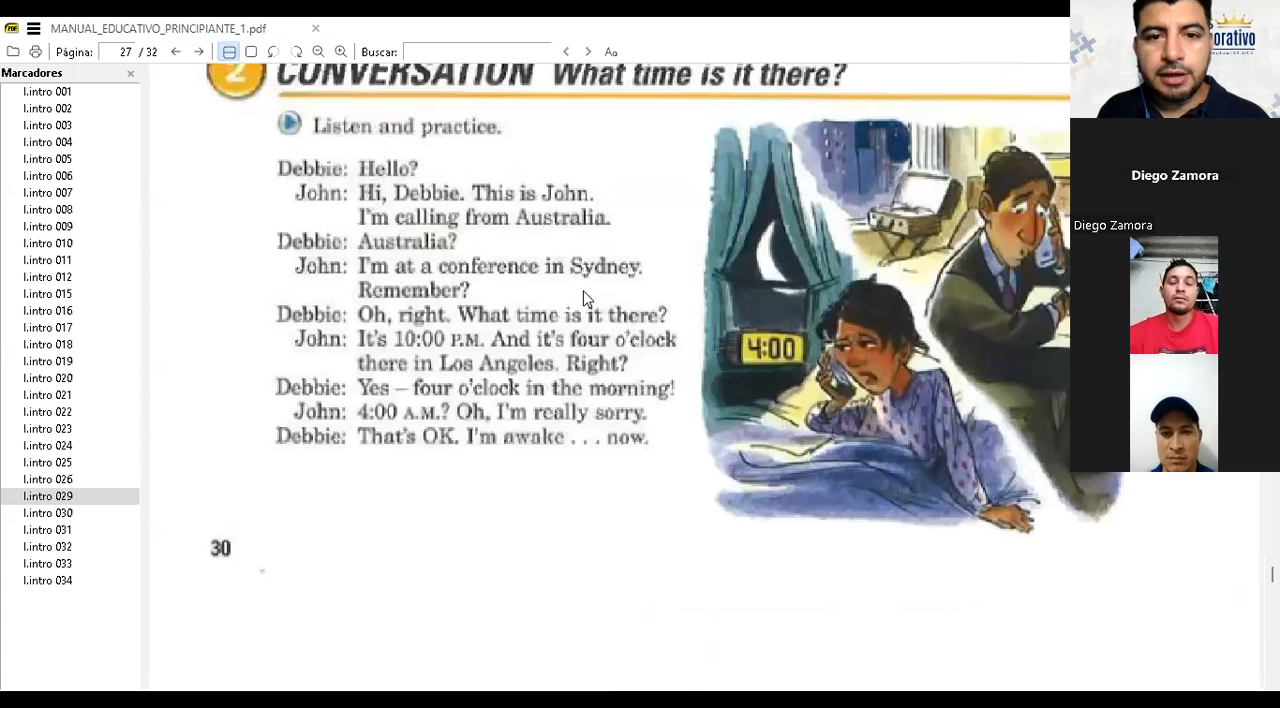 MANUAL_EDUCATIVO_PRINCIPIANTE_1.pdf
Página: 27 / 32
Buscar:
Aa
Marcadores
I.intro 001
I.intro 002
I.intro 003
I.intro 004
I.intro 005
I.intro 006
I.intro 007
I.intro 008
I.intro 009
I.intro 010
I.intro 011
I.intro 012
I.intro 015
I.intro 016
I.intro 017
I.intro 018
I.intro 019
I.intro 020
I.intro 021
I.intro 022
I.intro 023
I.intro 024
I.intro 025
I.intro 026
I.intro 029
I.intro 030
I.intro 031
I.intro 032
I.intro 033
I.intro 034
2 CONVERSATION What time is it there?
Listen and practice.
Debbie: Hello?
John: Hi, Debbie. This is John.
I'm calling from Australia.
Debbie: Australia?
John: I'm at a conference in Sydney.
Remember?
Debbie: Oh, right. What time is it there?
John: It's 10:00 P.M. And it's four o'clock
there in Los Angeles. Right?
Debbie: Yes – four o'clock in the morning!
John: 4:00 A.M.? Oh, I'm really sorry.
Debbie: That's OK. I'm awake . . . now.
4:00
30
orativo
Diego Zamora
Diego Zamora